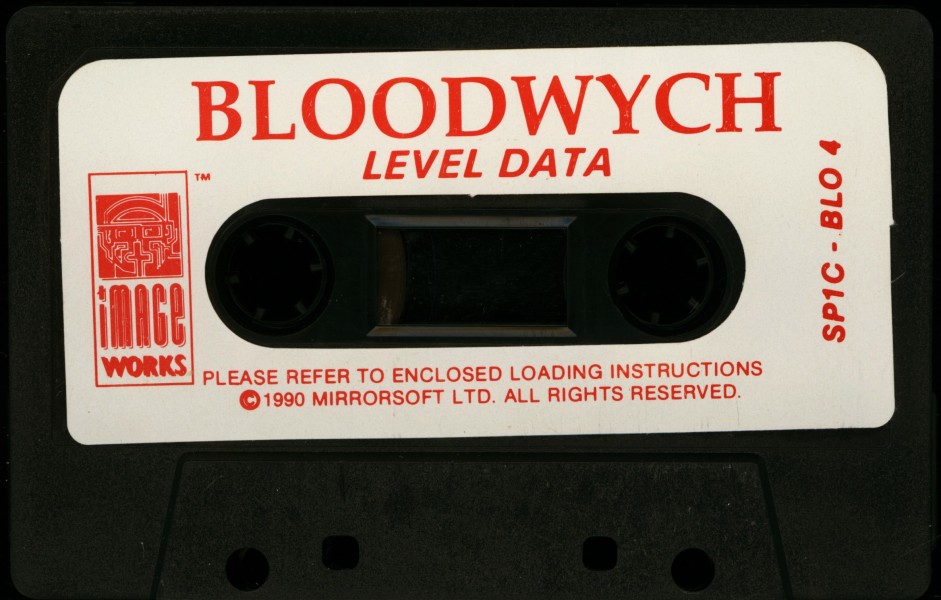 BLOODWYCH
LEVEL DATA
TM
iMAGE
WORKS
SP1C - BLO 4
PLEASE REFER TO ENCLOSED LOADING INSTRUCTIONS
©1990 MIRRORSOFT LTD. ALL RIGHTS RESERVED.